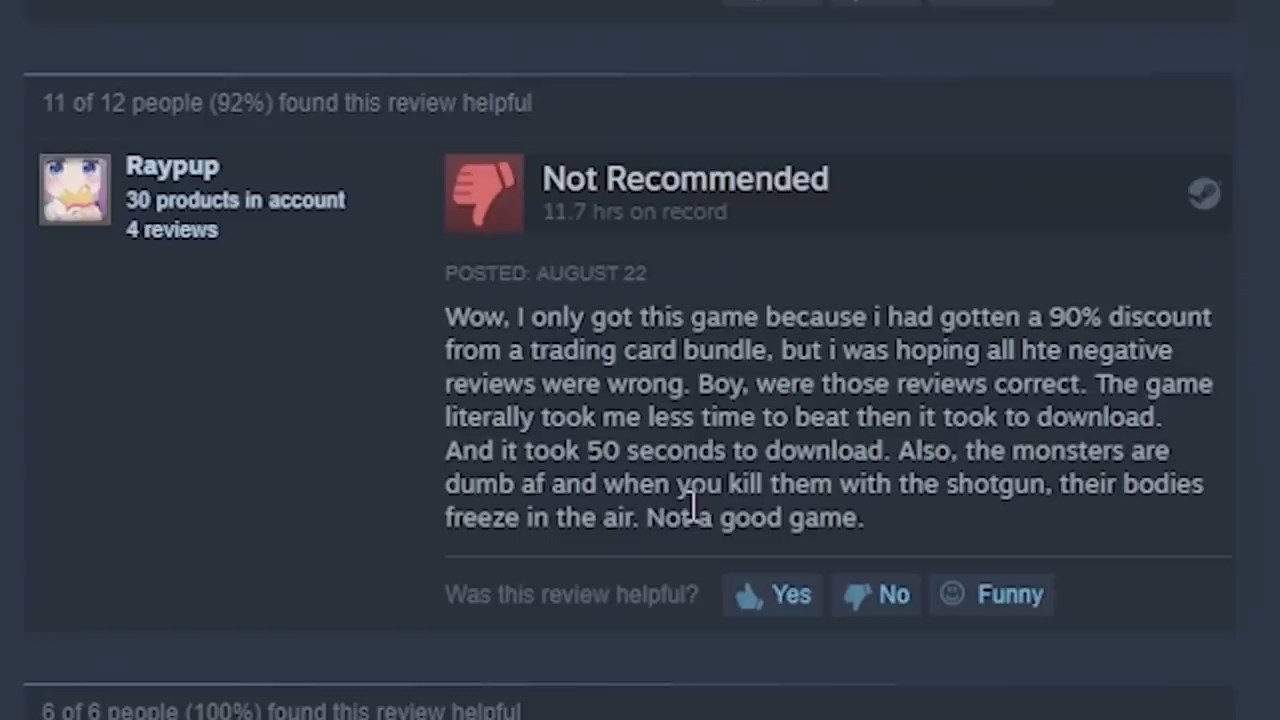 11 of 12 people (92%) found this review helpful
Raypup
30 products in account
4 reviews
Not Recommended
11.7 hrs on record
POSTED: AUGUST 22
Wow, I only got this game because i had gotten a 90% discount
from a trading card bundle, but i was hoping all hte negative
reviews were wrong. Boy, were those reviews correct. The game
literally took me less time to beat then it took to download.
And it took 50 seconds to download. Also, the monsters are
dumb af and when you kill them with the shotgun, their bodies
freeze in the air. Not a good game.
Was this review helpful? Yes No Funny
6 of 6 people (100%) found this review helpful